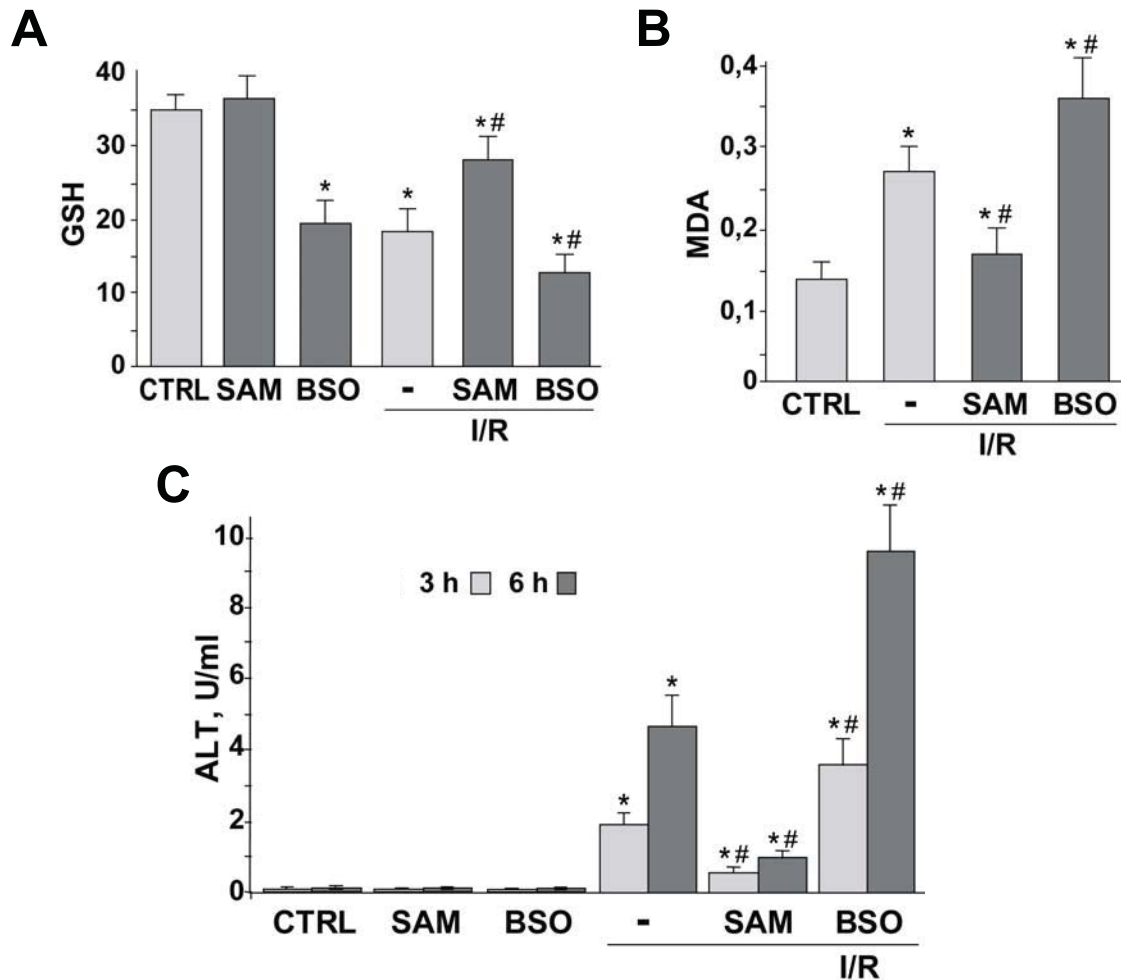 A
GSH
40
30
20
10
0
* * *# *#
CTRL SAM BSO - SAM BSO
I/R
B
MDA
0,4
0,3
0,2
0,1
0
* *# *#
CTRL - SAM BSO
I/R
C
ALT, U/ml
10
8
6
4
2
0
3 h 6 h
* * *# *# *# *#
CTRL SAM BSO - SAM BSO
I/R